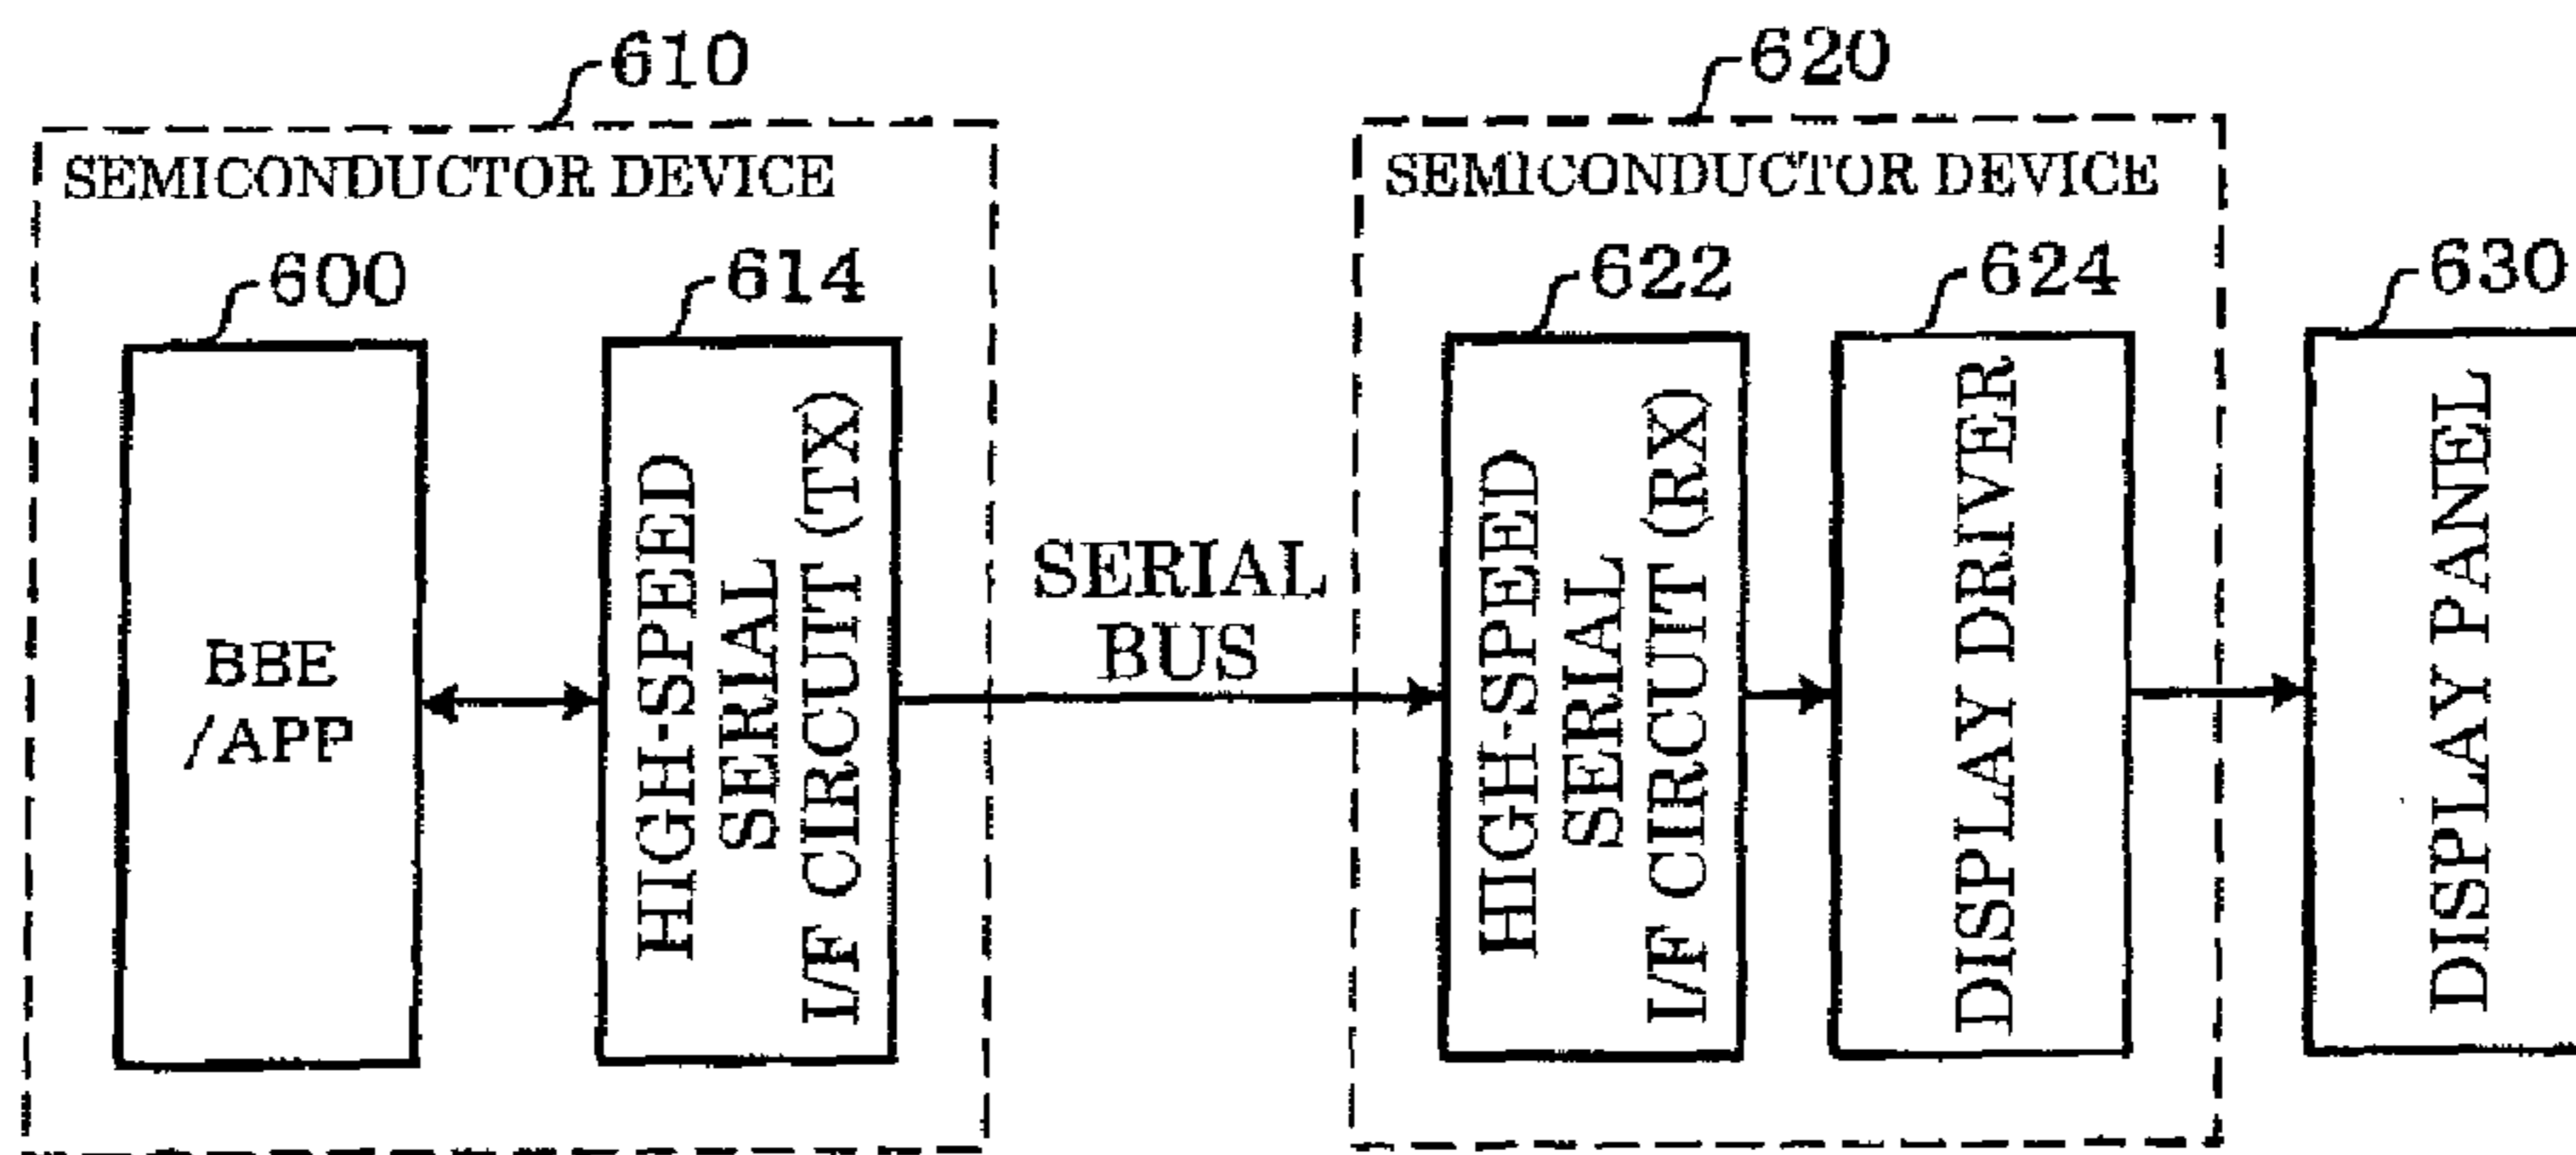 610
620
SEMICONDUCTOR DEVICE
SEMICONDUCTOR DEVICE
600
614
622
624
630
BBE
/APP
HIGH-SPEED
SERIAL
I/F CIRCUIT (TX)
SERIAL
BUS
HIGH-SPEED
SERIAL
I/F CIRCUIT (RX)
DISPLAY DRIVER
DISPLAY PANEL